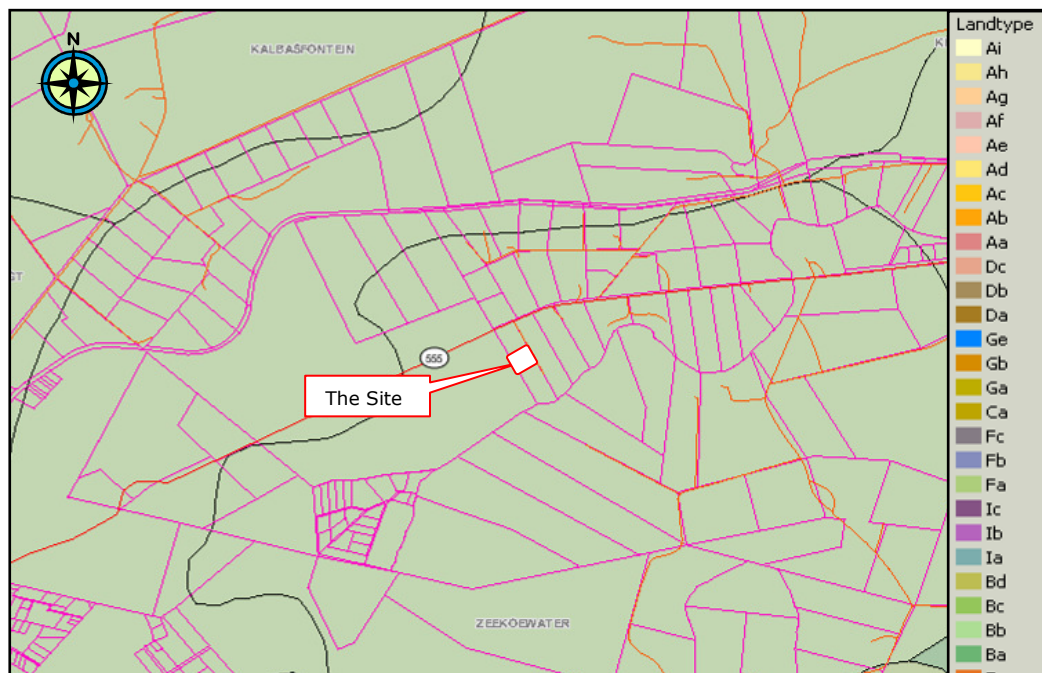 N
KALBASFONTEIN
Landtype
Ai
Ah
Ag
Af
Ae
Ad
Ac
Ab
Aa
Dc
Db
Da
Ge
Gb
Ga
Ca
Fc
Fb
Fa
Ic
Ib
Ia
Bd
Bc
Bb
Ba
GT
555
The Site
ZEEKOEWATER